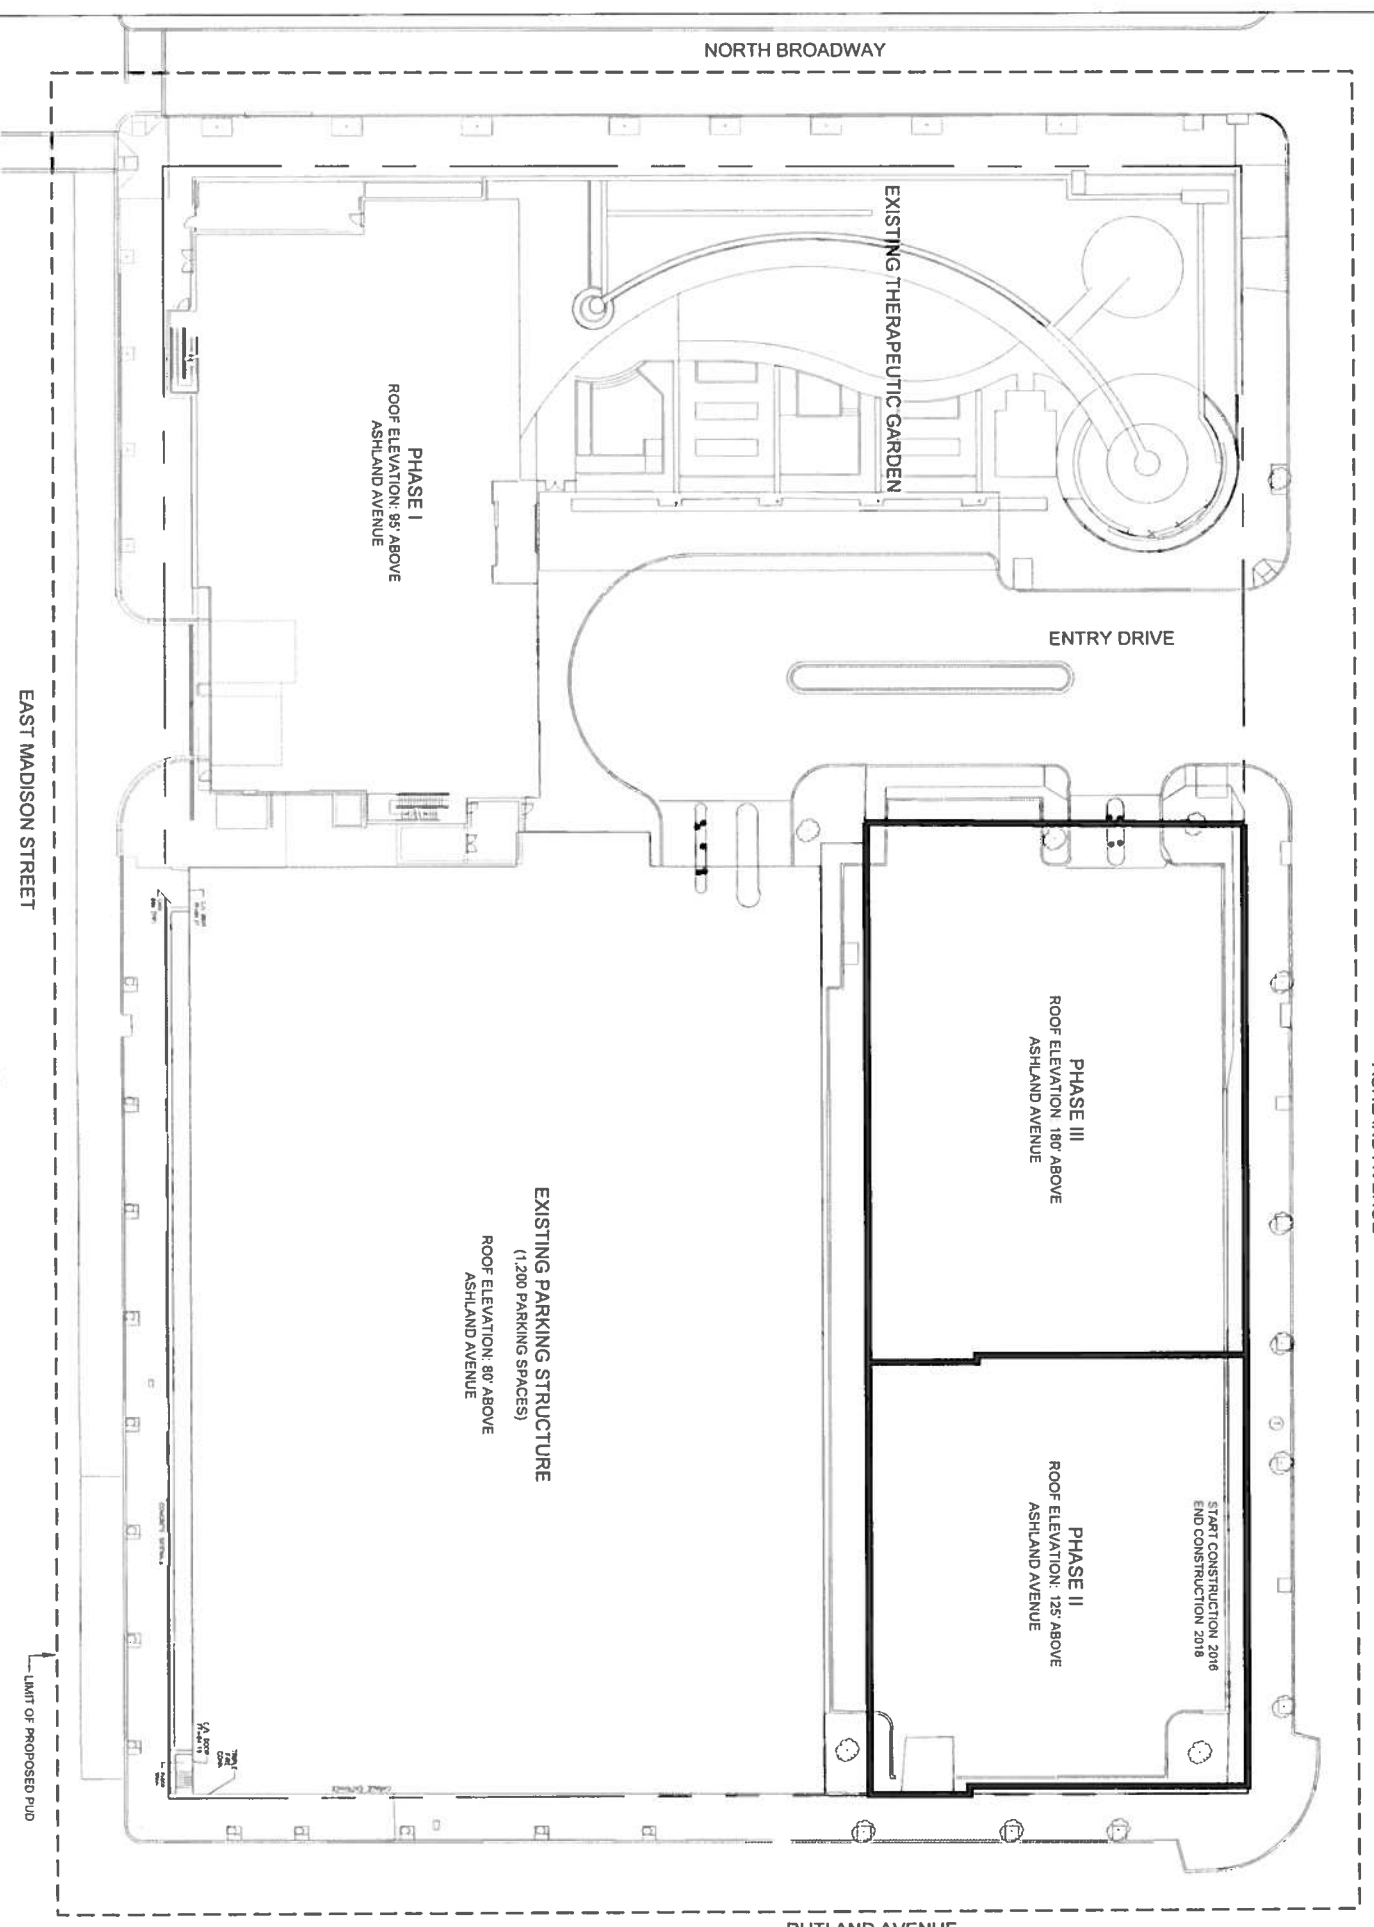 NORTH BROADWAY
EXISTING THERAPEUTIC GARDEN
PHASE I
ROOF ELEVATION: 95' ABOVE
ASHLAND AVENUE
ENTRY DRIVE
EAST MADISON STREET
PHASE III
ROOF ELEVATION: 180' ABOVE
ASHLAND AVENUE
EXISTING PARKING STRUCTURE
(1,200 PARKING SPACES)
ROOF ELEVATION: 80' ABOVE
ASHLAND AVENUE
START CONSTRUCTION 2016
END CONSTRUCTION 2018
PHASE II
ROOF ELEVATION: 125' ABOVE
ASHLAND AVENUE
LIMIT OF PROPOSED PUD
GARAGE ENTRANCE
RUTLAND AVENUE